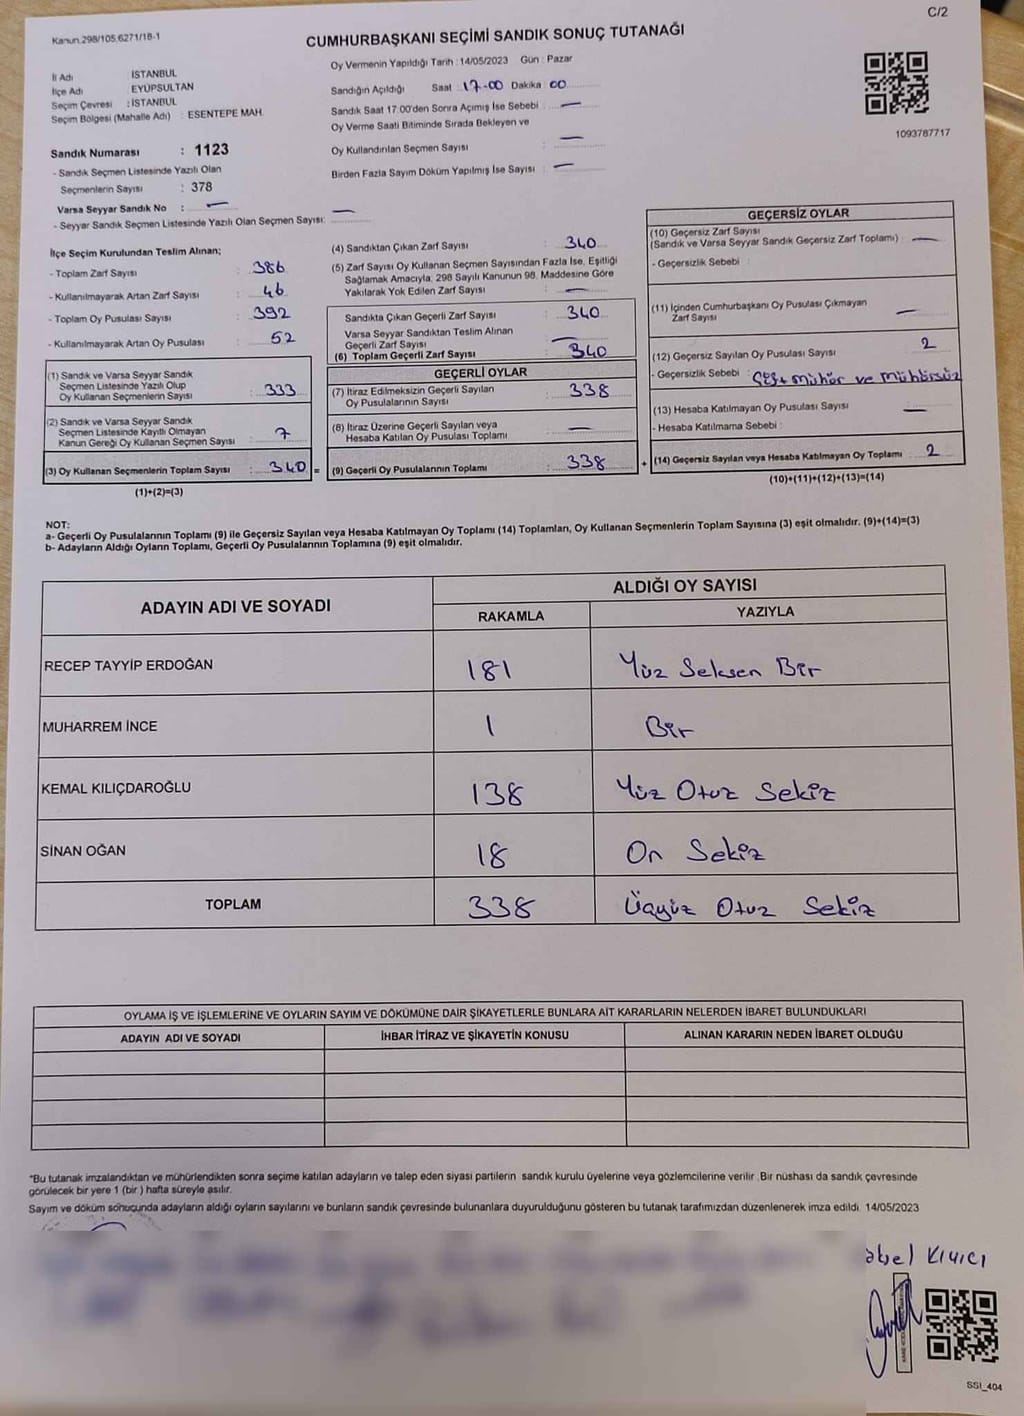 C/2
Kanun.298/105,6271/18-1
CUMHURBAŞKANI SEÇİMİ SANDIK SONUÇ TUTANAĞI
İl Adı : İSTANBUL
İlçe Adı : EYÜPSULTAN
Seçim Çevresi : İSTANBUL
Seçim Bölgesi (Mahalle Adı) : ESENTEPE MAH.
Oy Vermenin Yapıldığı Tarih : 14/05/2023 Gün : Pazar
Sandığın Açıldığı Saat : 17-00 Dakika : 00
Sandık Saat 17:00'den Sonra Açımış İse Sebebi : —
Oy Verme Saati Bitiminde Sırada Bekleyen ve
Oy Kullandırılan Seçmen Sayısı : —
Birden Fazla Sayım Döküm Yapılmış İse Sayısı : —
1093787717
Sandık Numarası : 1123
- Sandık Seçmen Listesinde Yazılı Olan
Seçmenlerin Sayısı : 378
Varsa Seyyar Sandık No : —
- Seyyar Sandık Seçmen Listesinde Yazılı Olan Seçmen Sayısı: —
İlçe Seçim Kurulundan Teslim Alınan;
- Toplam Zarf Sayısı : 386
- Kullanılmayarak Artan Zarf Sayısı : 46
- Toplam Oy Pusulası Sayısı : 392
- Kullanılmayarak Artan Oy Pusulası : 52
(1) Sandık ve Varsa Seyyar Sandık
Seçmen Listesinde Yazılı Olup
Oy Kullanan Seçmenlerin Sayısı : 333
(2) Sandık ve Varsa Seyyar Sandık
Seçmen Listesinde Kayıtlı Olmayan
Kanun Gereği Oy Kullanan Seçmen Sayısı : 7
(3) Oy Kullanan Seçmenlerin Toplam Sayısı : 340 =
(1)+(2)=(3)
(4) Sandıktan Çıkan Zarf Sayısı : 340
(5) Zarf Sayısı Oy Kullanan Seçmen Sayısından Fazla İse, Eşitliği
Sağlamak Amacıyla; 298 Sayılı Kanunun 98. Maddesine Göre
Yakılarak Yok Edilen Zarf Sayısı : —
Sandıkta Çıkan Geçerli Zarf Sayısı : 340
Varsa Seyyar Sandıktan Teslim Alınan
Geçerli Zarf Sayısı : —
(6) Toplam Geçerli Zarf Sayısı : 340
GEÇERLİ OYLAR
(7) İtiraz Edilmeksizin Geçerli Sayılan
Oy Pusulalarının Sayısı : 338
(8) İtiraz Üzerine Geçerli Sayılan veya
Hesaba Katılan Oy Pusulası Toplamı : —
(9) Geçerli Oy Pusulalarının Toplamı : 338 +
GEÇERSİZ OYLAR
(10) Geçersiz Zarf Sayısı
(Sandık ve Varsa Seyyar Sandık Geçersiz Zarf Toplamı) : —
- Geçersizlik Sebebi :
(11) İçinden Cumhurbaşkanı Oy Pusulası Çıkmayan
Zarf Sayısı : —
(12) Geçersiz Sayılan Oy Pusulası Sayısı : 2
- Geçersizlik Sebebi : Çift mühür ve mühürsüz
(13) Hesaba Katılmayan Oy Pusulası Sayısı : —
- Hesaba Katılmama Sebebi :
(14) Geçersiz Sayılan veya Hesaba Katılmayan Oy Toplamı : 2
(10)+(11)+(12)+(13)=(14)
NOT:
a- Geçerli Oy Pusulalarının Toplamı (9) ile Geçersiz Sayılan veya Hesaba Katılmayan Oy Toplamı (14) Toplamları, Oy Kullanan Seçmenlerin Toplam Sayısına (3) eşit olmalıdır. (9)+(14)=(3)
b- Adayların Aldığı Oyların Toplamı, Geçerli Oy Pusulalarının Toplamına (9) eşit olmalıdır.
ADAYIN ADI VE SOYADI
ALDIĞI OY SAYISI
RAKAMLA YAZIYLA
RECEP TAYYİP ERDOĞAN 181 Yüz Seksen Bir
MUHARREM İNCE 1 Bir
KEMAL KILIÇDAROĞLU 138 Yüz Otuz Sekiz
SİNAN OĞAN 18 On Sekiz
TOPLAM 338 Üçyüz Otuz Sekiz
OYLAMA İŞ VE İŞLEMLERİNE VE OYLARIN SAYIM VE DÖKÜMÜNE DAİR ŞİKAYETLERLE BUNLARA AİT KARARLARIN NELERDEN İBARET BULUNDUKLARI
ADAYIN ADI VE SOYADI İHBAR İTİRAZ VE ŞİKAYETİN KONUSU ALINAN KARARIN NEDEN İBARET OLDUĞU
*Bu tutanak imzalandıktan ve mühürlendikten sonra seçime katılan adayların ve talep eden siyasi partilerin sandık kurulu üyelerine veya gözlemcilerine verilir .Bir nüshası da sandık çevresinde
görülecek bir yere 1 (bir ) hafta süreyle asılır.
Sayım ve döküm sonucunda adayların aldığı oyların sayılarını ve bunların sandık çevresinde bulunanlara duyurulduğunu gösteren bu tutanak tarafımızdan düzenlenerek imza edildi. 14/05/2023
SSI_404